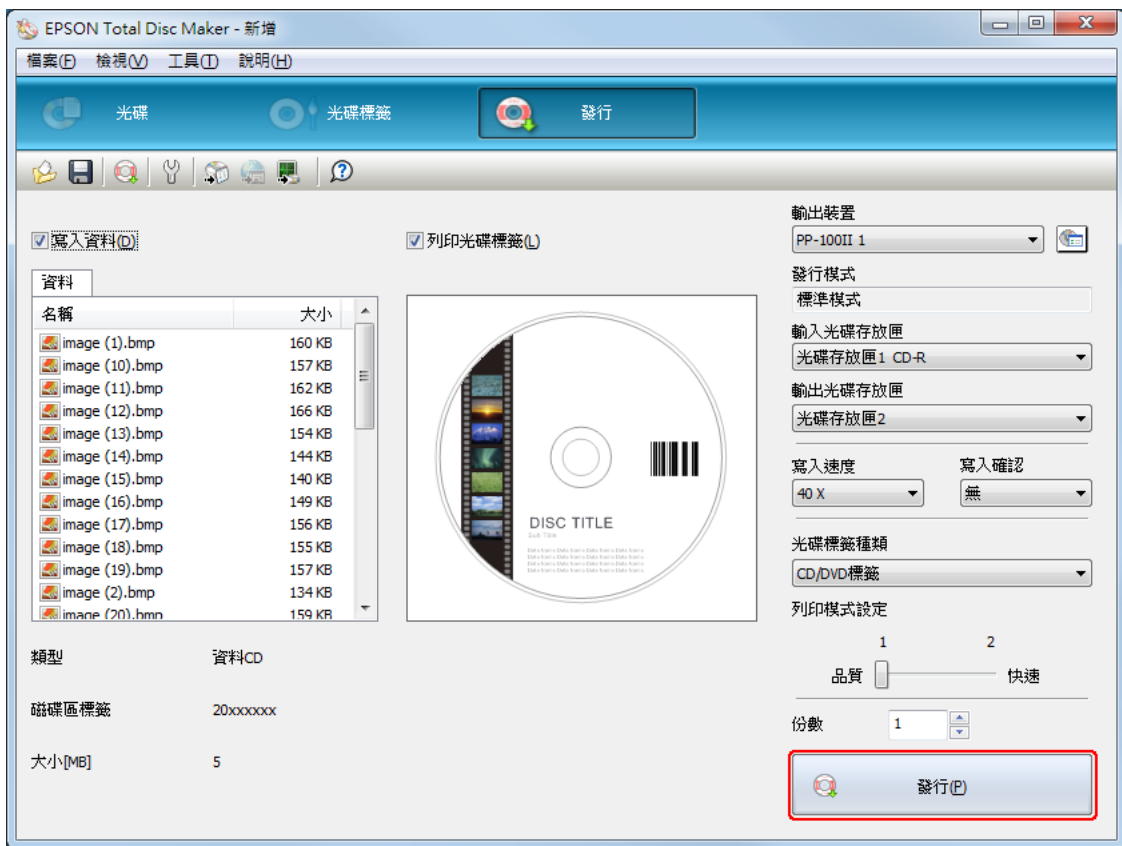 EPSON Total Disc Maker - 新增
檔案(F) 檢視(V) 工具(T) 說明(H)
光碟 光碟標籤 發行
寫入資料(D)
資料
名稱 大小
image (1).bmp 160 KB
image (10).bmp 157 KB
image (11).bmp 162 KB
image (12).bmp 166 KB
image (13).bmp 154 KB
image (14).bmp 144 KB
image (15).bmp 140 KB
image (16).bmp 149 KB
image (17).bmp 156 KB
image (18).bmp 155 KB
image (19).bmp 157 KB
image (2).bmp 134 KB
image (20).bmp 159 KB
類型 資料CD
磁碟區標籤 20xxxxxx
大小[MB] 5
列印光碟標籤(L)
DISC TITLE
Sub Title
輸出裝置
PP-100II 1
發行模式
標準模式
輸入光碟存放匣
光碟存放匣1 CD-R
輸出光碟存放匣
光碟存放匣2
寫入速度 寫入確認
40 X 無
光碟標籤種類
CD/DVD標籤
列印模式設定
1 2
品質 快速
份數 1
發行(P)